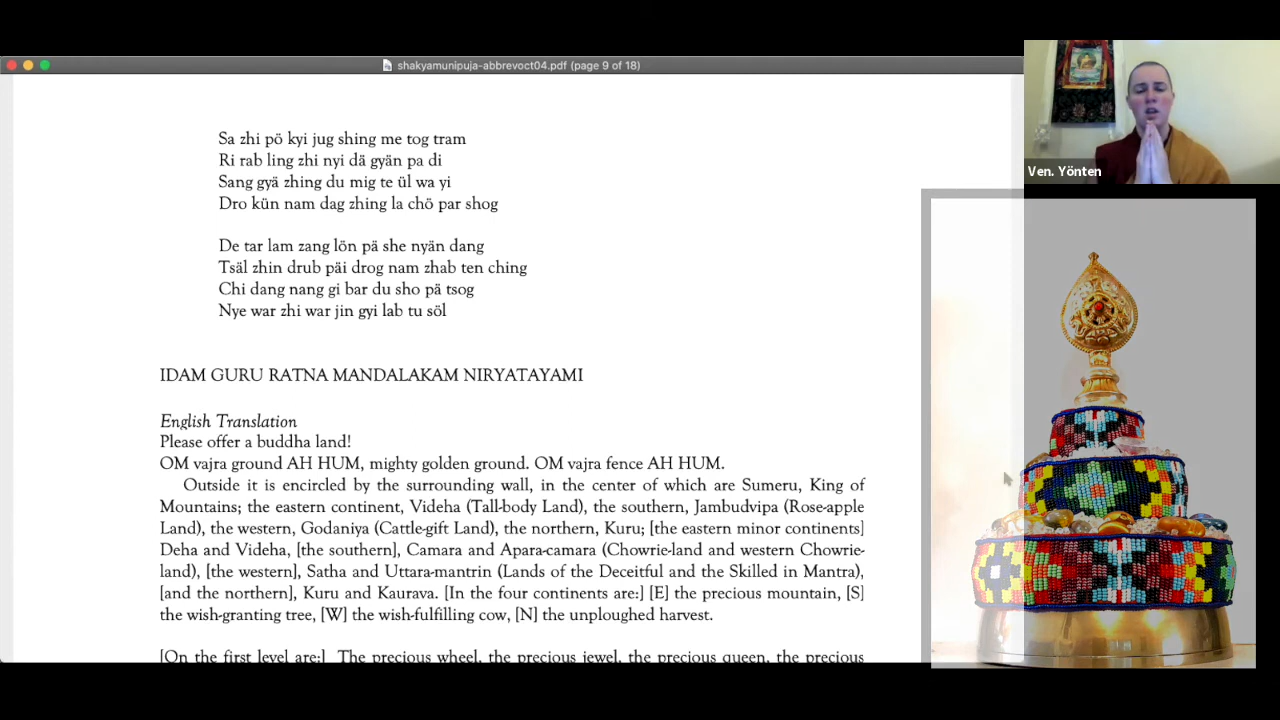 shakyamunipuja-abbrevoct04.pdf (page 9 of 18)
Sa zhi pö kyi jug shing me tog tram
Ri rab ling zhi nyi dä gyän pa di
Sang gyä zhing du mig te ül wa yi
Dro kün nam dag zhing la chö par shog
De tar lam zang lön pä she nyän dang
Tsäl zhin drub päi drog nam zhab ten ching
Chi dang nang gi bar du sho pä tsog
Nye war zhi war jin gyi lab tu söl
IDAM GURU RATNA MANDALAKAM NIRYATAYAMI
English Translation
Please offer a buddha land!
OM vajra ground AH HUM, mighty golden ground. OM vajra fence AH HUM.
Outside it is encircled by the surrounding wall, in the center of which are Sumeru, King of
Mountains; the eastern continent, Videha (Tall-body Land), the southern, Jambudvipa (Rose-apple
Land), the western, Godaniya (Cattle-gift Land), the northern, Kuru; [the eastern minor continents]
Deha and Videha, [the southern], Camara and Apara-camara (Chowrie-land and western Chowrie-
land), [the western], Satha and Uttara-mantrin (Lands of the Deceitful and the Skilled in Mantra),
[and the northern], Kuru and Kaurava. [In the four continents are:] [E] the precious mountain, [S]
the wish-granting tree, [W] the wish-fulfilling cow, [N] the unploughed harvest.
[On the first level are:] The precious wheel, the precious jewel, the precious queen, the precious
Ven. Yönten